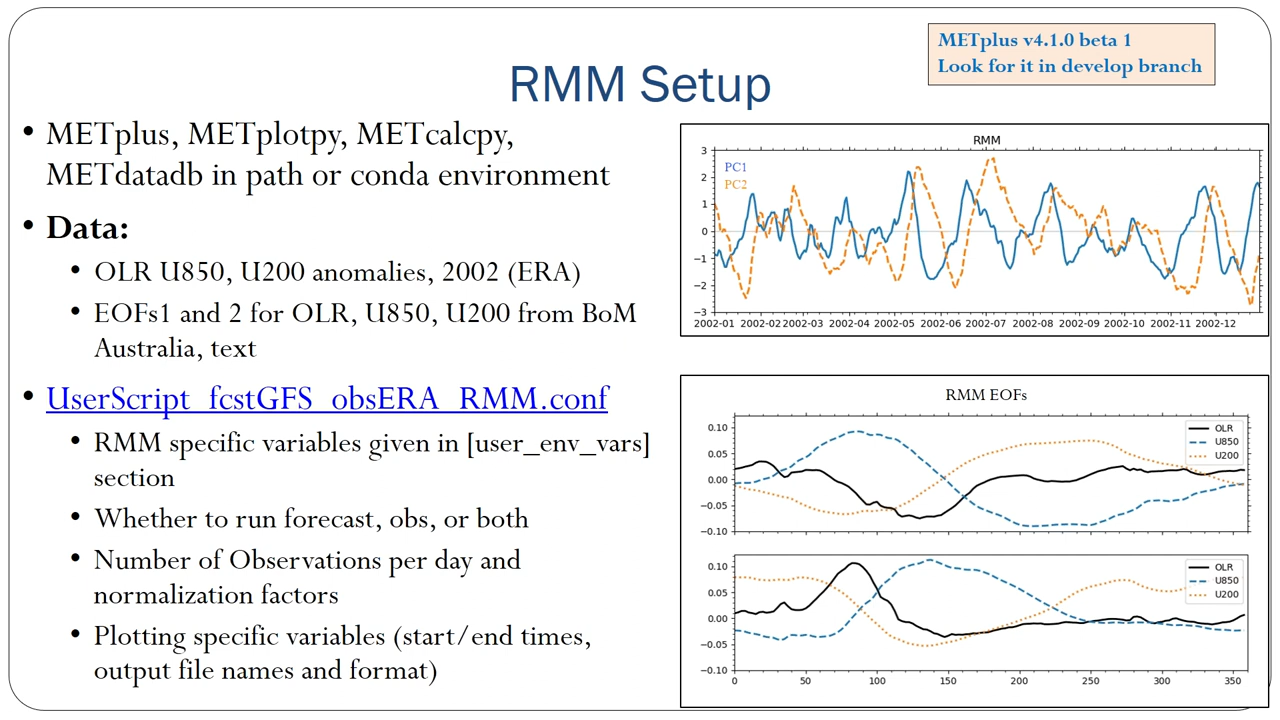 METplus v4.1.0 beta 1
Look for it in develop branch
RMM Setup
• METplus, METplotpy, METcalcpy,
METdatadb in path or conda environment
• Data:
• OLR U850, U200 anomalies, 2002 (ERA)
• EOFs1 and 2 for OLR, U850, U200 from BoM
Australia, text
• UserScript_fcstGFS_obsERA_RMM.conf
• RMM specific variables given in [user_env_vars]
section
• Whether to run forecast, obs, or both
• Number of Observations per day and
normalization factors
• Plotting specific variables (start/end times,
output file names and format)
RMM
PC1
PC2
3
2
1
0
−1
−2
−3
2002-01 2002-02 2002-03 2002-04 2002-05 2002-06 2002-07 2002-08 2002-09 2002-10 2002-11 2002-12
RMM EOFs
0.10
0.05
0.00
−0.05
−0.10
OLR
U850
U200
0.10
0.05
0.00
−0.05
−0.10
OLR
U850
U200
0 50 100 150 200 250 300 350